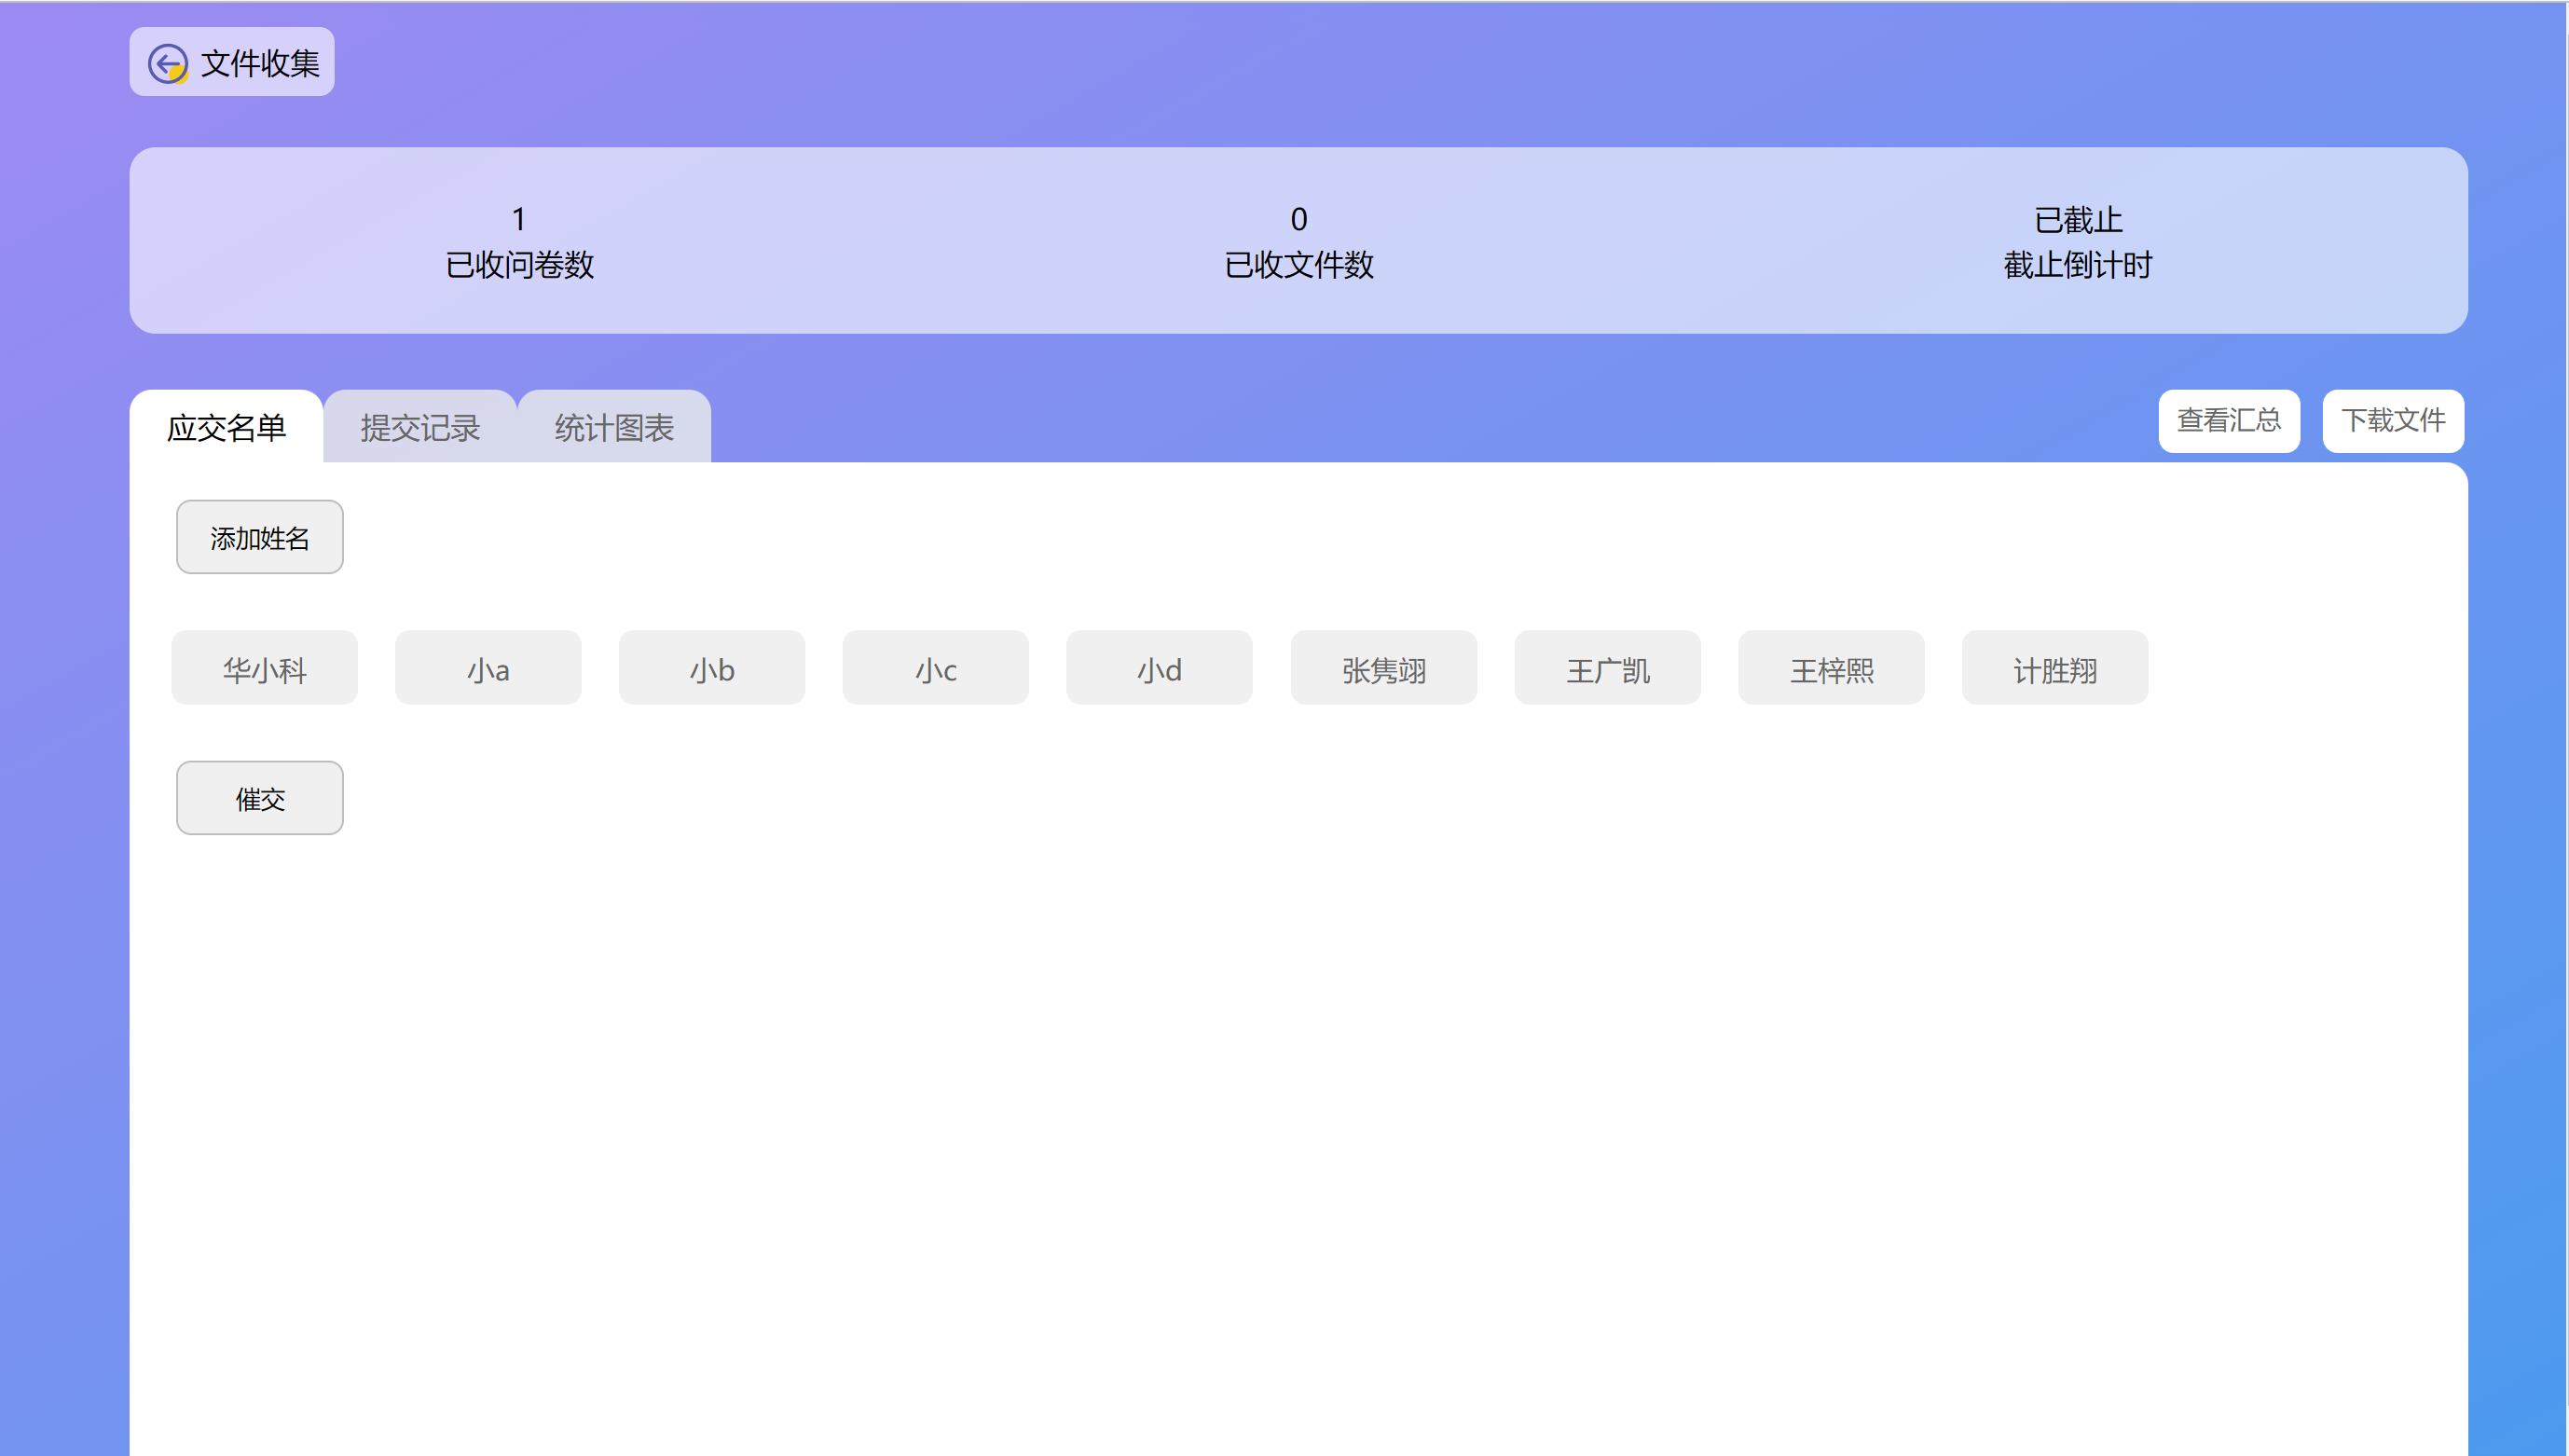 文件收集
1
已收问卷数
0
已收文件数
已截止
截止倒计时
应交名单
提交记录
统计图表
查看汇总
下载文件
添加姓名
华小科
小a
小b
小c
小d
张隽翊
王广凯
王梓熙
计胜翔
催交